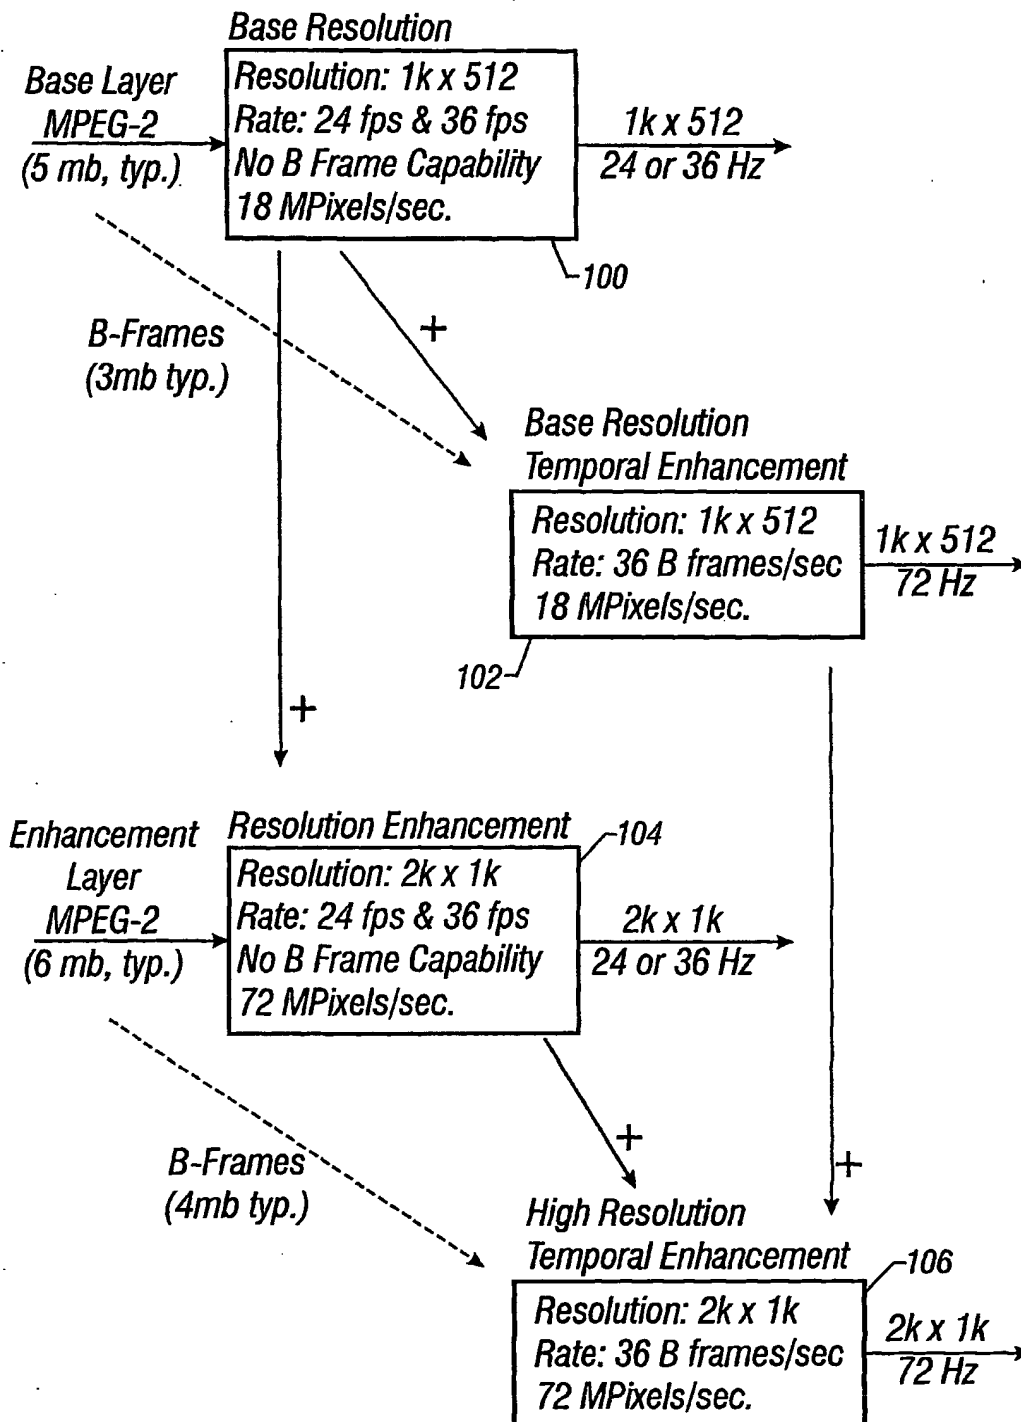 Base Resolution
Base Layer
MPEG-2
(5 mb, typ.)
Resolution: 1k x 512
Rate: 24 fps & 36 fps
No B Frame Capability
18 MPixels/sec.
1k x 512
24 or 36 Hz
100
B-Frames
(3mb typ.)
+
Base Resolution
Temporal Enhancement
Resolution: 1k x 512
Rate: 36 B frames/sec
18 MPixels/sec.
1k x 512
72 Hz
102
+
Enhancement
Layer
MPEG-2
(6 mb, typ.)
Resolution Enhancement
104
Resolution: 2k x 1k
Rate: 24 fps & 36 fps
No B Frame Capability
72 MPixels/sec.
2k x 1k
24 or 36 Hz
B-Frames
(4mb typ.)
+
+
High Resolution
Temporal Enhancement
106
Resolution: 2k x 1k
Rate: 36 B frames/sec
72 MPixels/sec.
2k x 1k
72 Hz